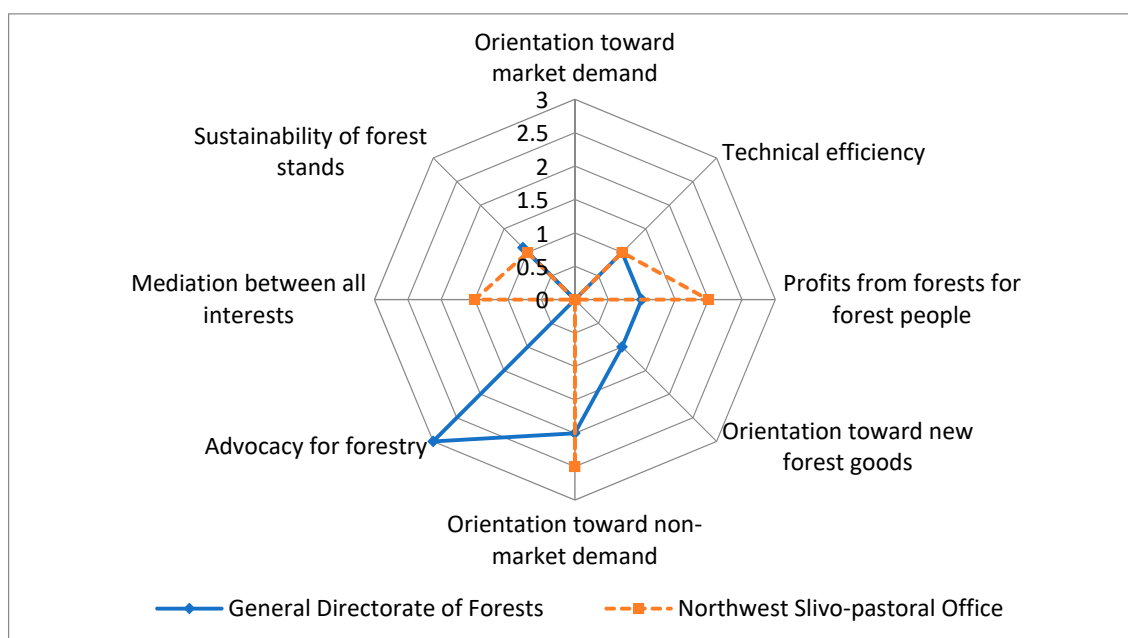 Orientation toward
market demand
3
2.5
2
1.5
1
0.5
0
Technical efficiency
Profits from forests for
forest people
Orientation toward new
forest goods
Orientation toward non-
market demand
Advocacy for forestry
Mediation between all
interests
Sustainability of forest
stands
General Directorate of Forests
Northwest Slivo-pastoral Office